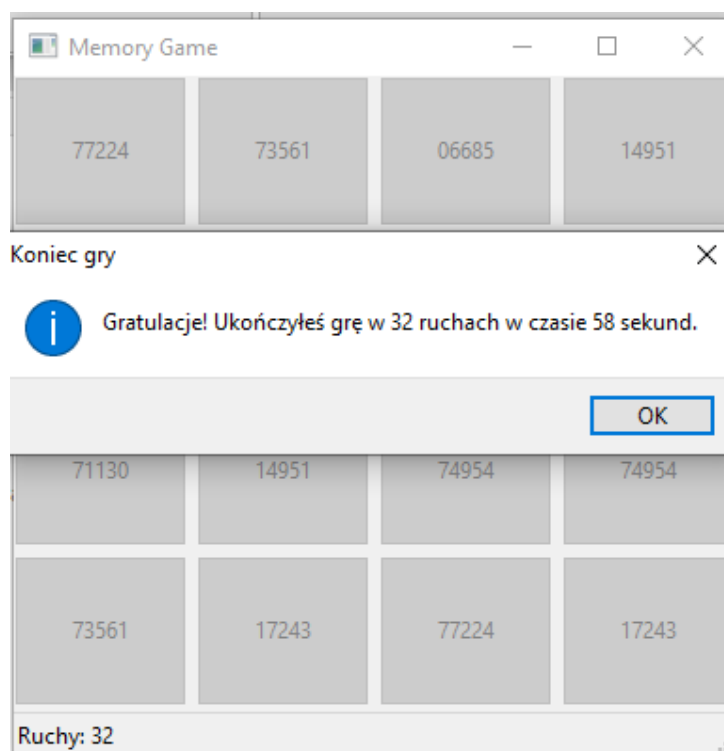 Memory Game
77224 73561 06685 14951
Koniec gry
Gratulacje! Ukończyłeś grę w 32 ruchach w czasie 58 sekund.
OK
71130 14951 74954 74954
73561 17243 77224 17243
Ruchy: 32